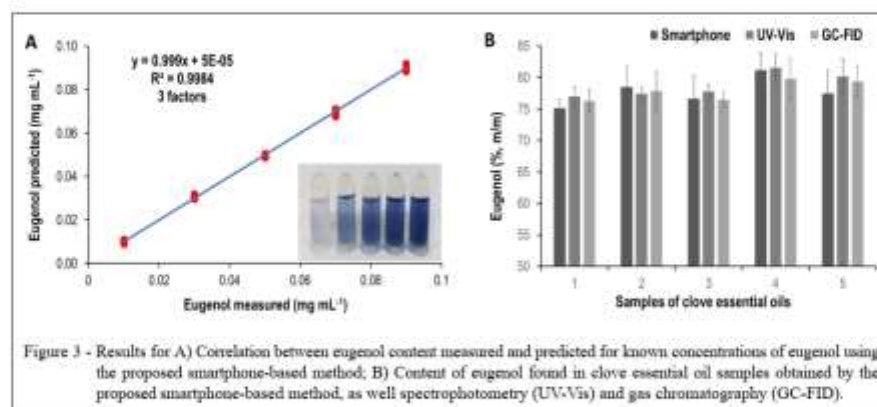 A
y = 0.999x + 5E-05
R² = 0.9984
3 factors
Eugenol predicted (mg mL⁻¹)
0.10
0.08
0.06
0.04
0.02
0.00
0
0.02
0.04
0.06
0.08
0.1
Eugenol measured (mg mL⁻¹)
B
Smartphone
UV-Vis
GC-FID
Eugenol (%, m/m)
85
80
75
70
65
60
55
50
1
2
3
4
5
Samples of clove essential oils
Figure 3 - Results for A) Correlation between eugenol content measured and predicted for known concentrations of eugenol using
the proposed smartphone-based method; B) Content of eugenol found in clove essential oil samples obtained by the
proposed smartphone-based method, as well spectrophotometry (UV-Vis) and gas chromatography (GC-FID).